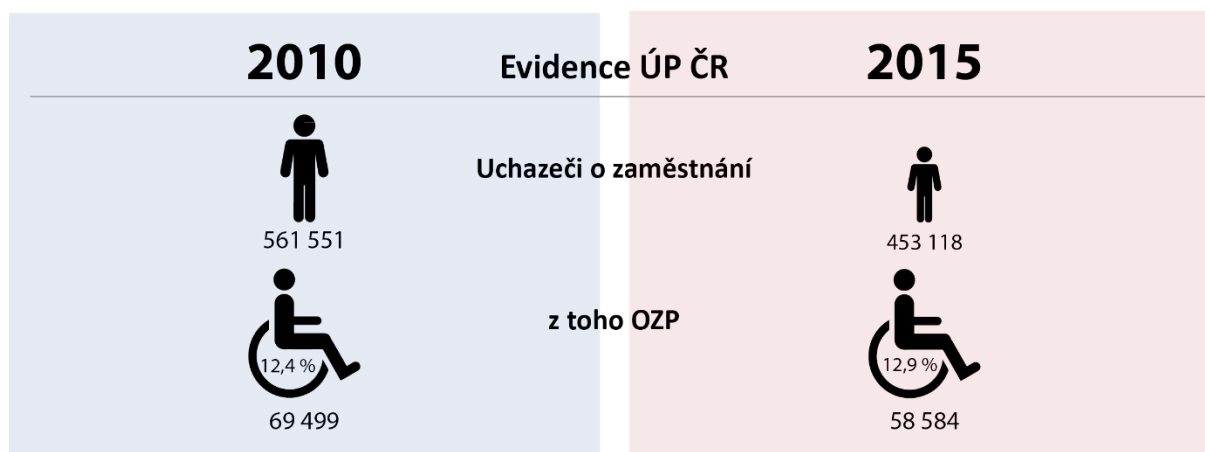 2010 Evidence ÚP ČR 2015
Uchazeči o zaměstnání
561 551 453 118
z toho OZP
12,4 % 12,9 %
69 499 58 584